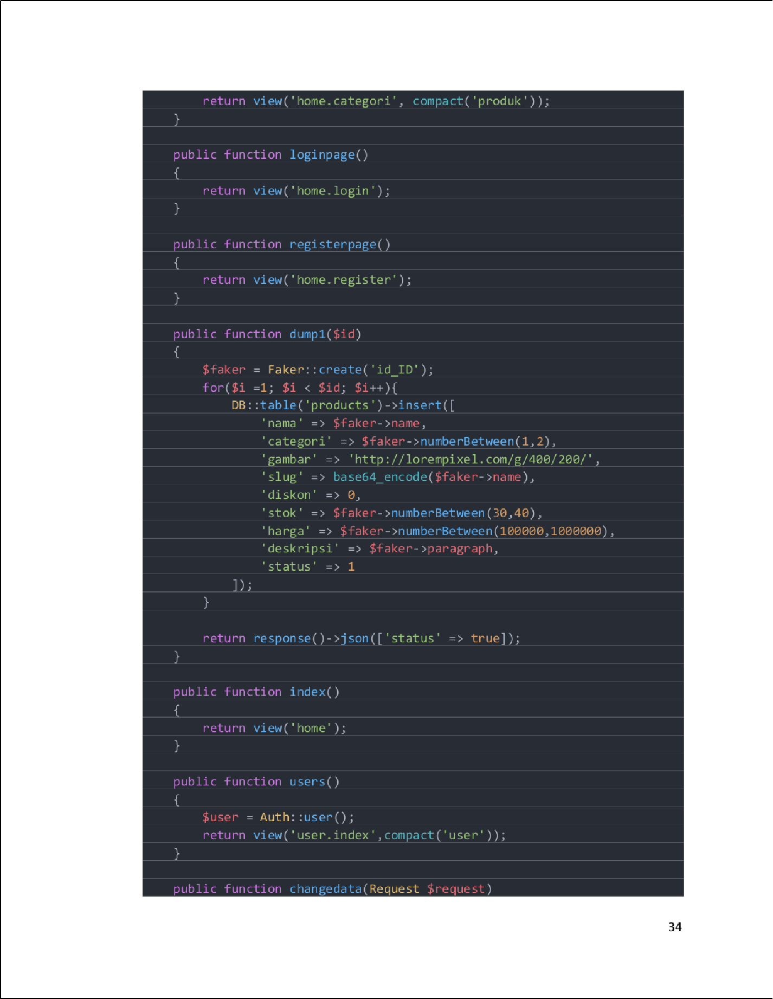 return view('home.categori', compact('produk'));
}
public function loginpage()
{
return view('home.login');
}
public function registerpage()
{
return view('home.register');
}
public function dump1($id)
{
$faker = Faker::create('id_ID');
for($i =1; $i < $id; $i++){
DB::table('products')->insert([
'nama' => $faker->name,
'categori' => $faker->numberBetween(1,2),
'gambar' => 'http://lorempixel.com/g/400/200/',
'slug' => base64_encode($faker->name),
'diskon' => 0,
'stok' => $faker->numberBetween(30,40),
'harga' => $faker->numberBetween(100000,1000000),
'deskripsi' => $faker->paragraph,
'status' => 1
]);
}
return response()->json(['status' => true]);
}
public function index()
{
return view('home');
}
public function users()
{
$user = Auth::user();
return view('user.index',compact('user'));
}
public function changedata(Request $request)
34